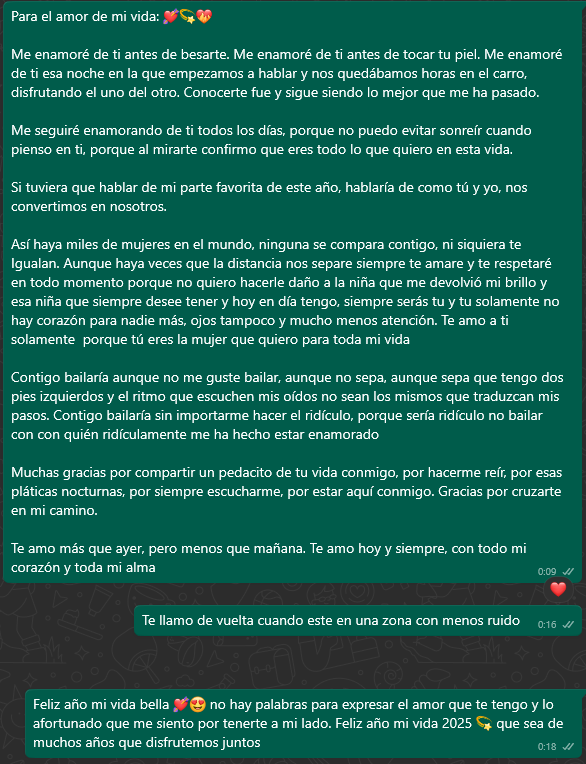 Para el amor de mi vida: 💘💫💝
Me enamoré de ti antes de besarte. Me enamoré de ti antes de tocar tu piel. Me enamoré
de ti esa noche en la que empezamos a hablar y nos quedábamos horas en el carro,
disfrutando el uno del otro. Conocerte fue y sigue siendo lo mejor que me ha pasado.
Me seguiré enamorando de ti todos los días, porque no puedo evitar sonreír cuando
pienso en ti, porque al mirarte confirmo que eres todo lo que quiero en esta vida.
Si tuviera que hablar de mi parte favorita de este año, hablaría de como tú y yo, nos
convertimos en nosotros.
Así haya miles de mujeres en el mundo, ninguna se compara contigo, ni siquiera te
Igualan. Aunque haya veces que la distancia nos separe siempre te amare y te respetaré
en todo momento porque no quiero hacerle daño a la niña que me devolvió mi brillo y
esa niña que siempre desee tener y hoy en día tengo, siempre serás tu y tu solamente no
hay corazón para nadie más, ojos tampoco y mucho menos atención. Te amo a ti
solamente  porque tú eres la mujer que quiero para toda mi vida
Contigo bailaría aunque no me guste bailar, aunque no sepa, aunque sepa que tengo dos
pies izquierdos y el ritmo que escuchen mis oídos no sean los mismos que traduzcan mis
pasos. Contigo bailaría sin importarme hacer el ridículo, porque sería ridículo no bailar
con con quién ridículamente me ha hecho estar enamorado
Muchas gracias por compartir un pedacito de tu vida conmigo, por hacerme reír, por esas
pláticas nocturnas, por siempre escucharme, por estar aquí conmigo. Gracias por cruzarte
en mi camino.
Te amo más que ayer, pero menos que mañana. Te amo hoy y siempre, con todo mi
corazón y toda mi alma
0:09
❤️
Te llamo de vuelta cuando este en una zona con menos ruido
0:16
Feliz año mi vida bella 💘😍 no hay palabras para expresar el amor que te tengo y lo
afortunado que me siento por tenerte a mi lado. Feliz año mi vida 2025 💫 que sea de
muchos años que disfrutemos juntos
0:18